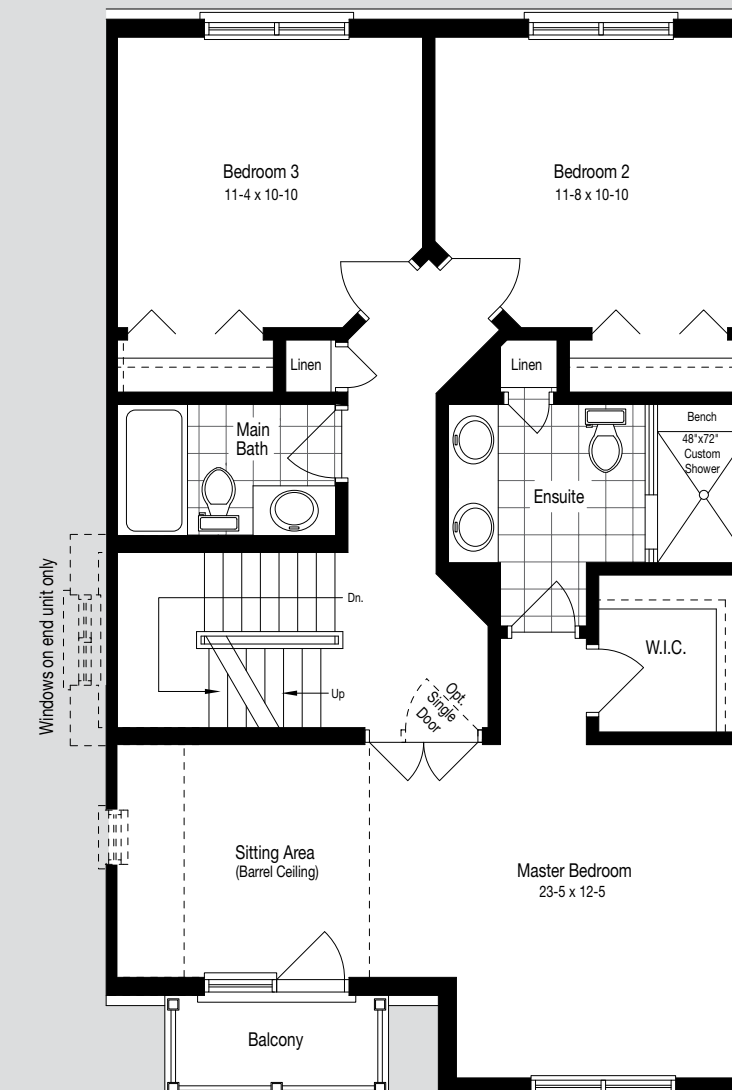 Bedroom 3
11-4 x 10-10
Bedroom 2
11-8 x 10-10
Linen
Linen
Main
Bath
Bench
48"x72"
Custom
Shower
Ensuite
Windows on end unit only
Dn.
Up
W.I.C.
Opt.
Single
Door
Sitting Area
(Barrel Ceiling)
Master Bedroom
23-5 x 12-5
Balcony